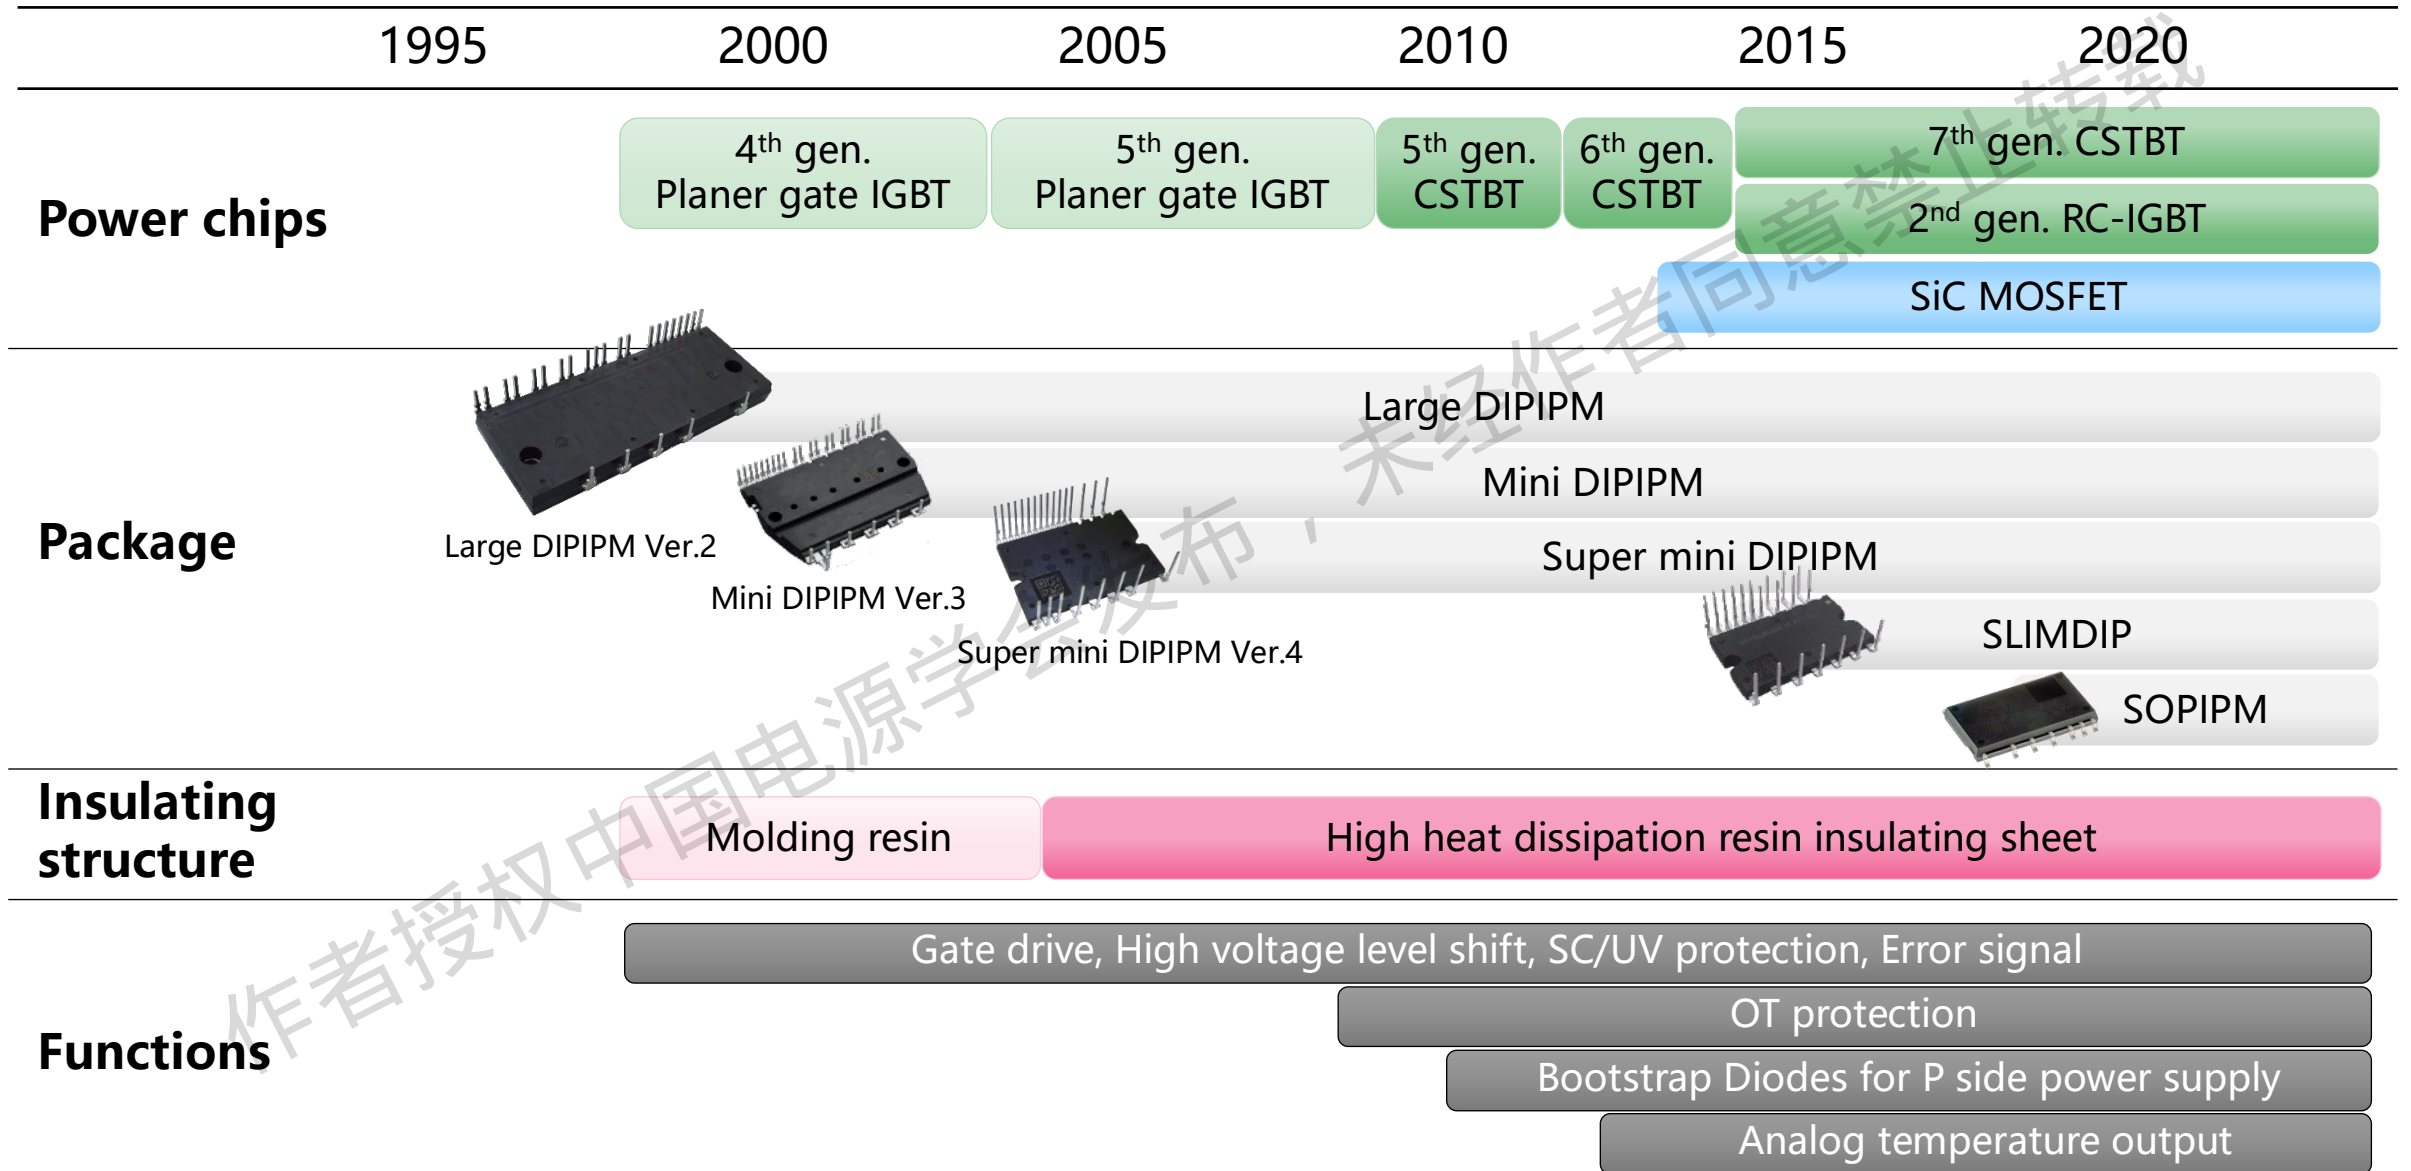 1995 2000 2005 2010 2015 2020
Power chips
4th gen.
Planer gate IGBT
5th gen.
Planer gate IGBT
5th gen.
CSTBT
6th gen.
CSTBT
7th gen. CSTBT
2nd gen. RC-IGBT
SiC MOSFET
Package
Large DIPIPM
Mini DIPIPM
Super mini DIPIPM
SLIMDIP
SOPIPM
Large DIPIPM Ver.2
Mini DIPIPM Ver.3
Super mini DIPIPM Ver.4
Insulating
structure
Molding resin
High heat dissipation resin insulating sheet
Functions
Gate drive, High voltage level shift, SC/UV protection, Error signal
OT protection
Bootstrap Diodes for P side power supply
Analog temperature output
作者授权中国电源学会发布，未经作者同意禁止转载